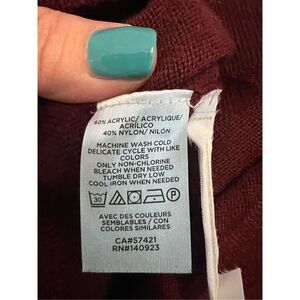 60% ACRYLIC/ ACRYLIQUE/
ACRÍLICO
40% NYLON/ NILÓN
MACHINE WASH COLD
DELICATE CYCLE WITH LIKE
COLORS
ONLY NON-CHLORINE
BLEACH WHEN NEEDED
TUMBLE DRY LOW
COOL IRON WHEN NEEDED
30
AVEC DES COULEURS
SEMBLABLES / CON
COLORES SIMILARES
CA#57421
RN#140923